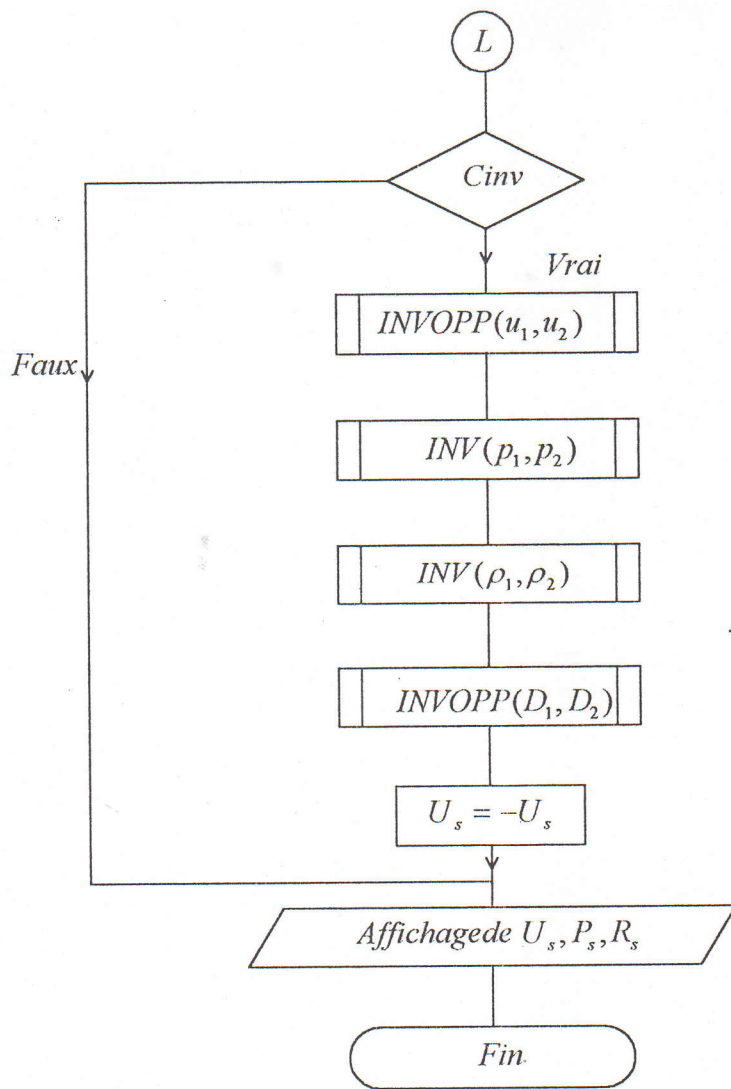 L
Cinv
Vrai
INVOPP(u₁,u₂)
Faux
INV(p₁,p₂)
INV(ρ₁,ρ₂)
INVOPP(D₁,D₂)
Uₛ = −Uₛ
Affichagede Uₛ,Pₛ,Rₛ
Fin